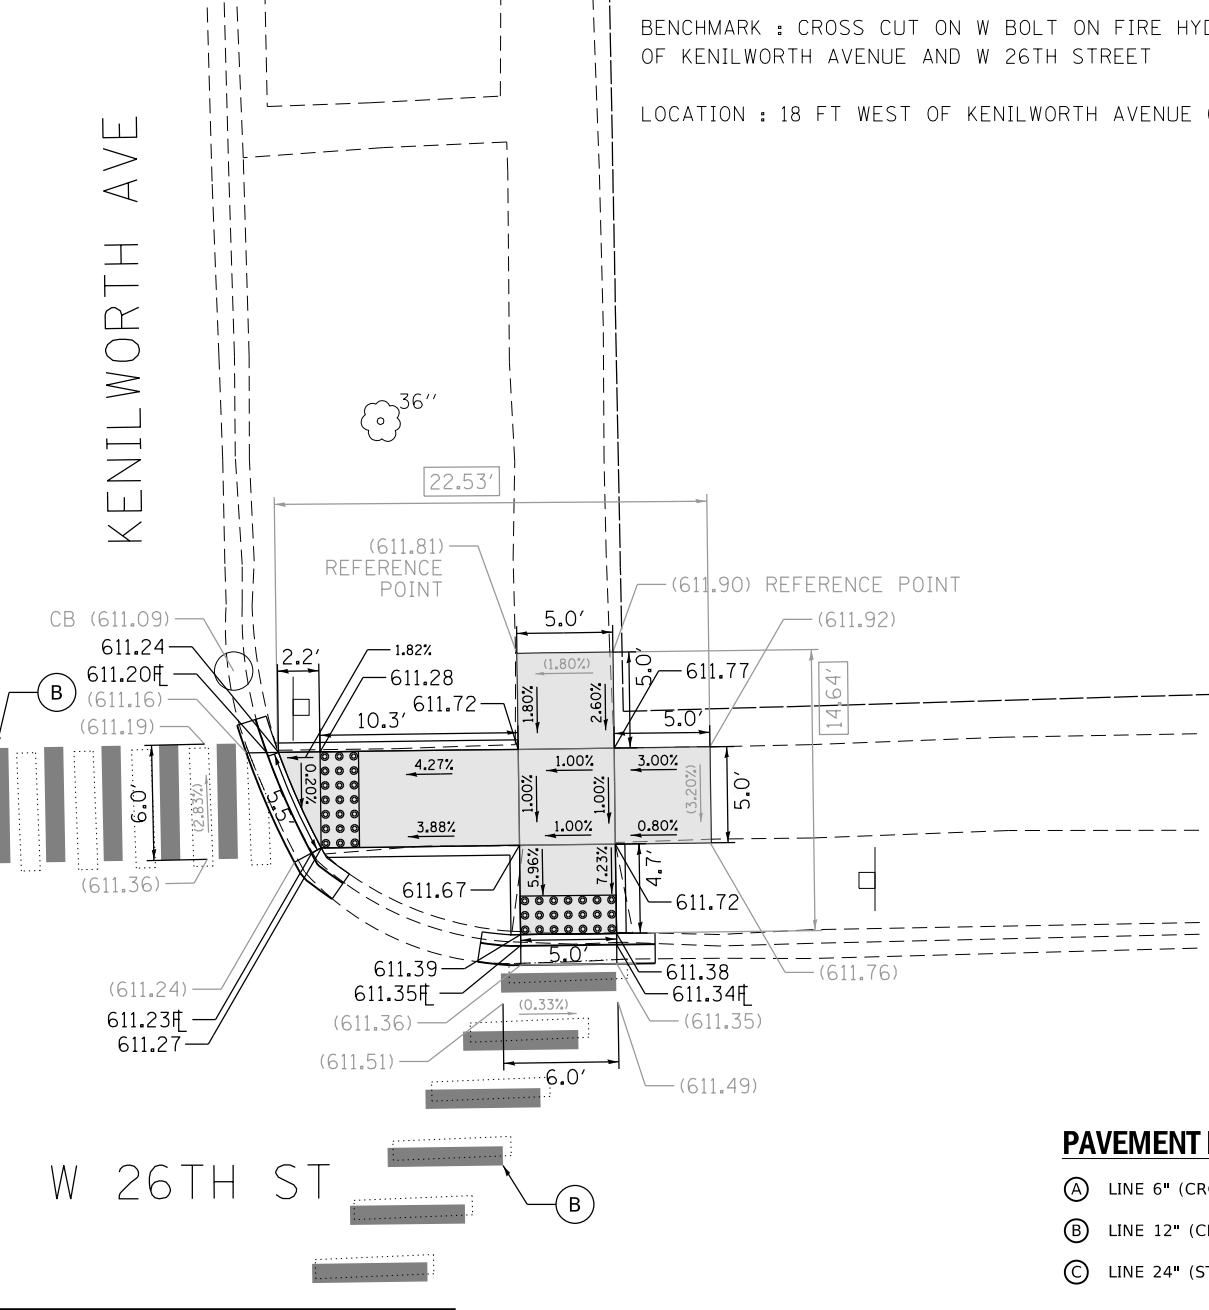 BENCHMARK : CROSS CUT ON W BOLT ON FIRE HYD
OF KENILWORTH AVENUE AND W 26TH STREET
LOCATION : 18 FT WEST OF KENILWORTH AVENUE
KENILWORTH AVE
36''
22.53'
(611.81)
REFERENCE
POINT
(611.90) REFERENCE POINT
CB (611.09)
(611.92)
5.0'
611.24
2.2'
1.82%
(1.80%)
5.0'
611.77
611.20FL
B
611.28
(611.16)
611.72
14.64'
(611.19)
10.3'
1.80%
2.60%
5.0'
4.27%
1.00%
3.00%
0.20%
6.0'
(2.83%)
5.5'
1.00%
1.00%
(3.20%)
5.0'
3.88%
1.00%
0.80%
(611.36)
611.67
5.96%
7.23%
4.7'
611.72
611.39
5.0'
611.38
(611.76)
(611.24)
611.35FL
611.34FL
611.23FL
(611.36)
(0.33%)
(611.35)
611.27
(611.51)
6.0'
(611.49)
W 26TH ST
B
PAVEMENT
A LINE 6" (CR
B LINE 12" (C
C LINE 24" (ST